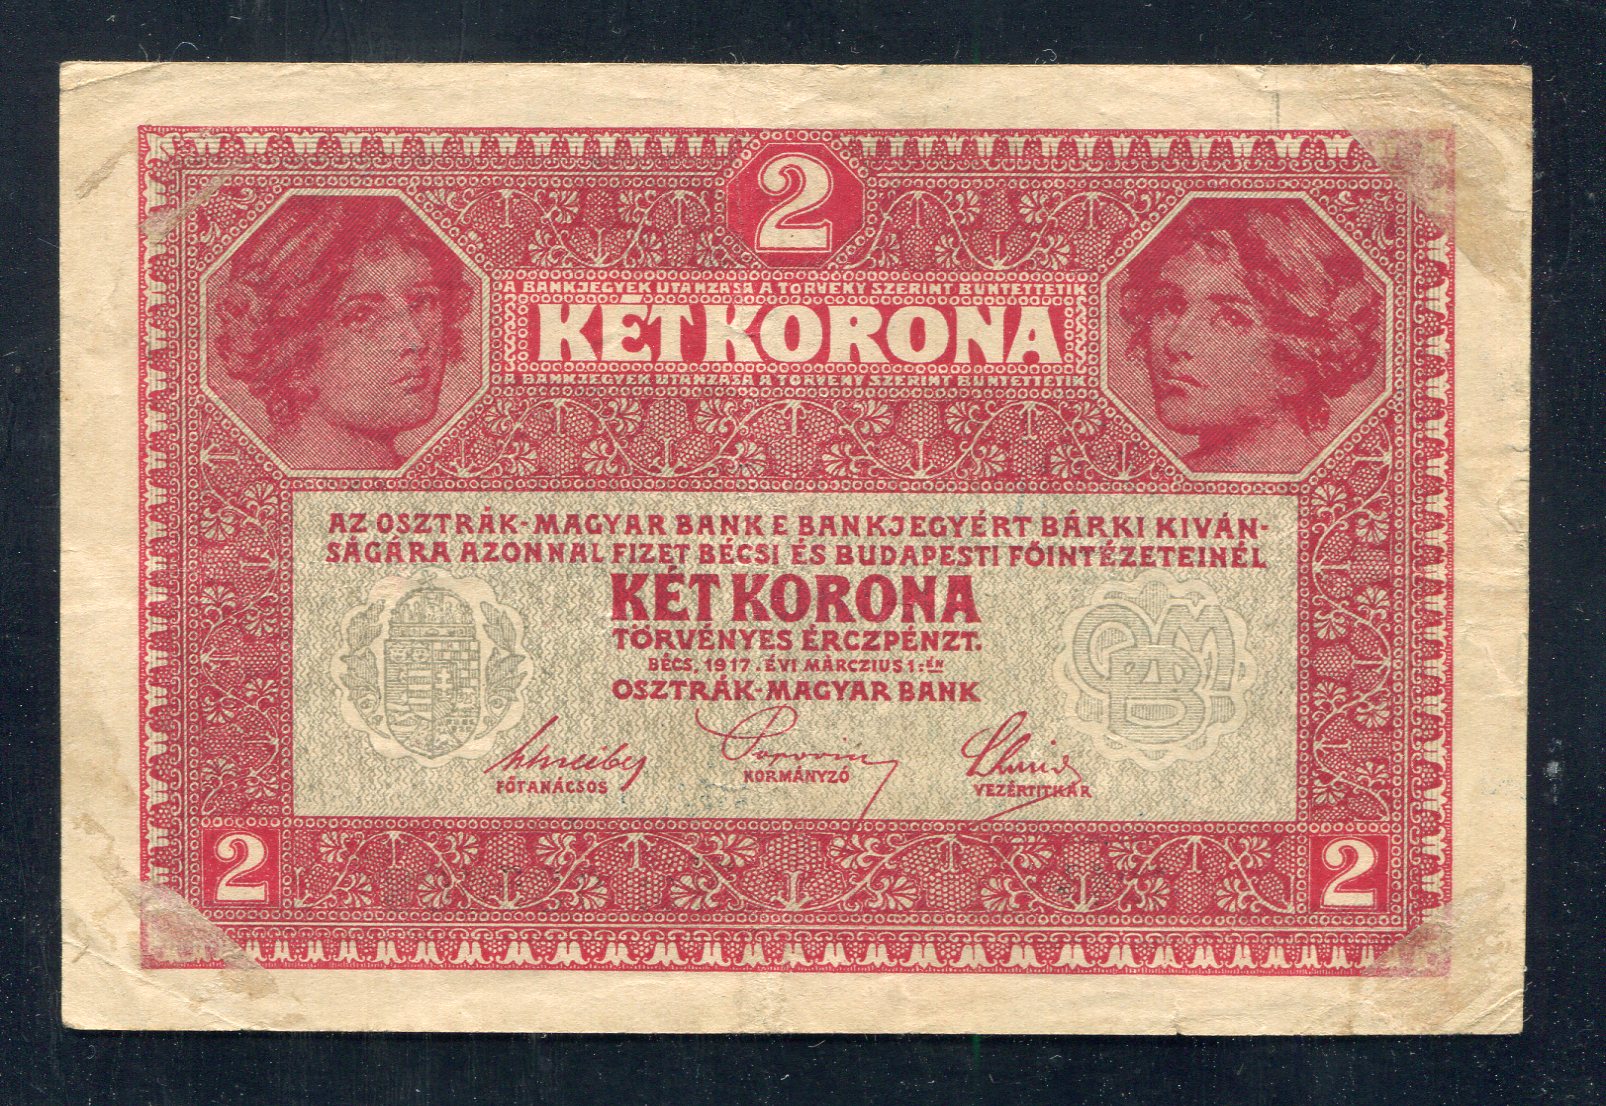 2
A BANKJEGYEK UTÁNZÁSA A TÖRVÉNY SZERINT BÜNTETTETIK
KÉT KORONA
A BANKJEGYEK UTÁNZÁSA A TÖRVÉNY SZERINT BÜNTETTETIK
AZ OSZTRÁK-MAGYAR BANK E BANKJEGYÉRT BÁRKI KIVÁN-
SÁGÁRA AZONNAL FIZET BÉCSI ÉS BUDAPESTI FŐINTÉZETEINÉL
KÉT KORONA
TÖRVÉNYES ÉRCZPÉNZT.
BÉCS, 1917. ÉVI MÁRCZIUS 1-ÉN
OSZTRÁK-MAGYAR BANK
Popovics
FŐTANÁCSOS KORMÁNYZÓ VEZÉRTITKÁR
2 2